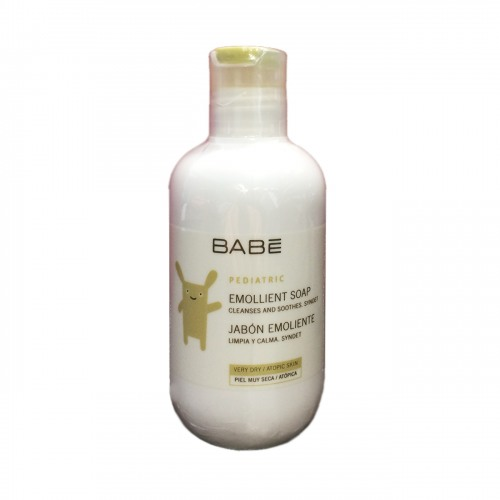 BABÉ
PEDIATRIC
EMOLLIENT SOAP
CLEANSES AND SOOTHES. SYNDET
JABÓN EMOLIENTE
LIMPIA Y CALMA. SYNDET
VERY DRY / ATOPIC SKIN
PIEL MUY SECA / ATÓPICA